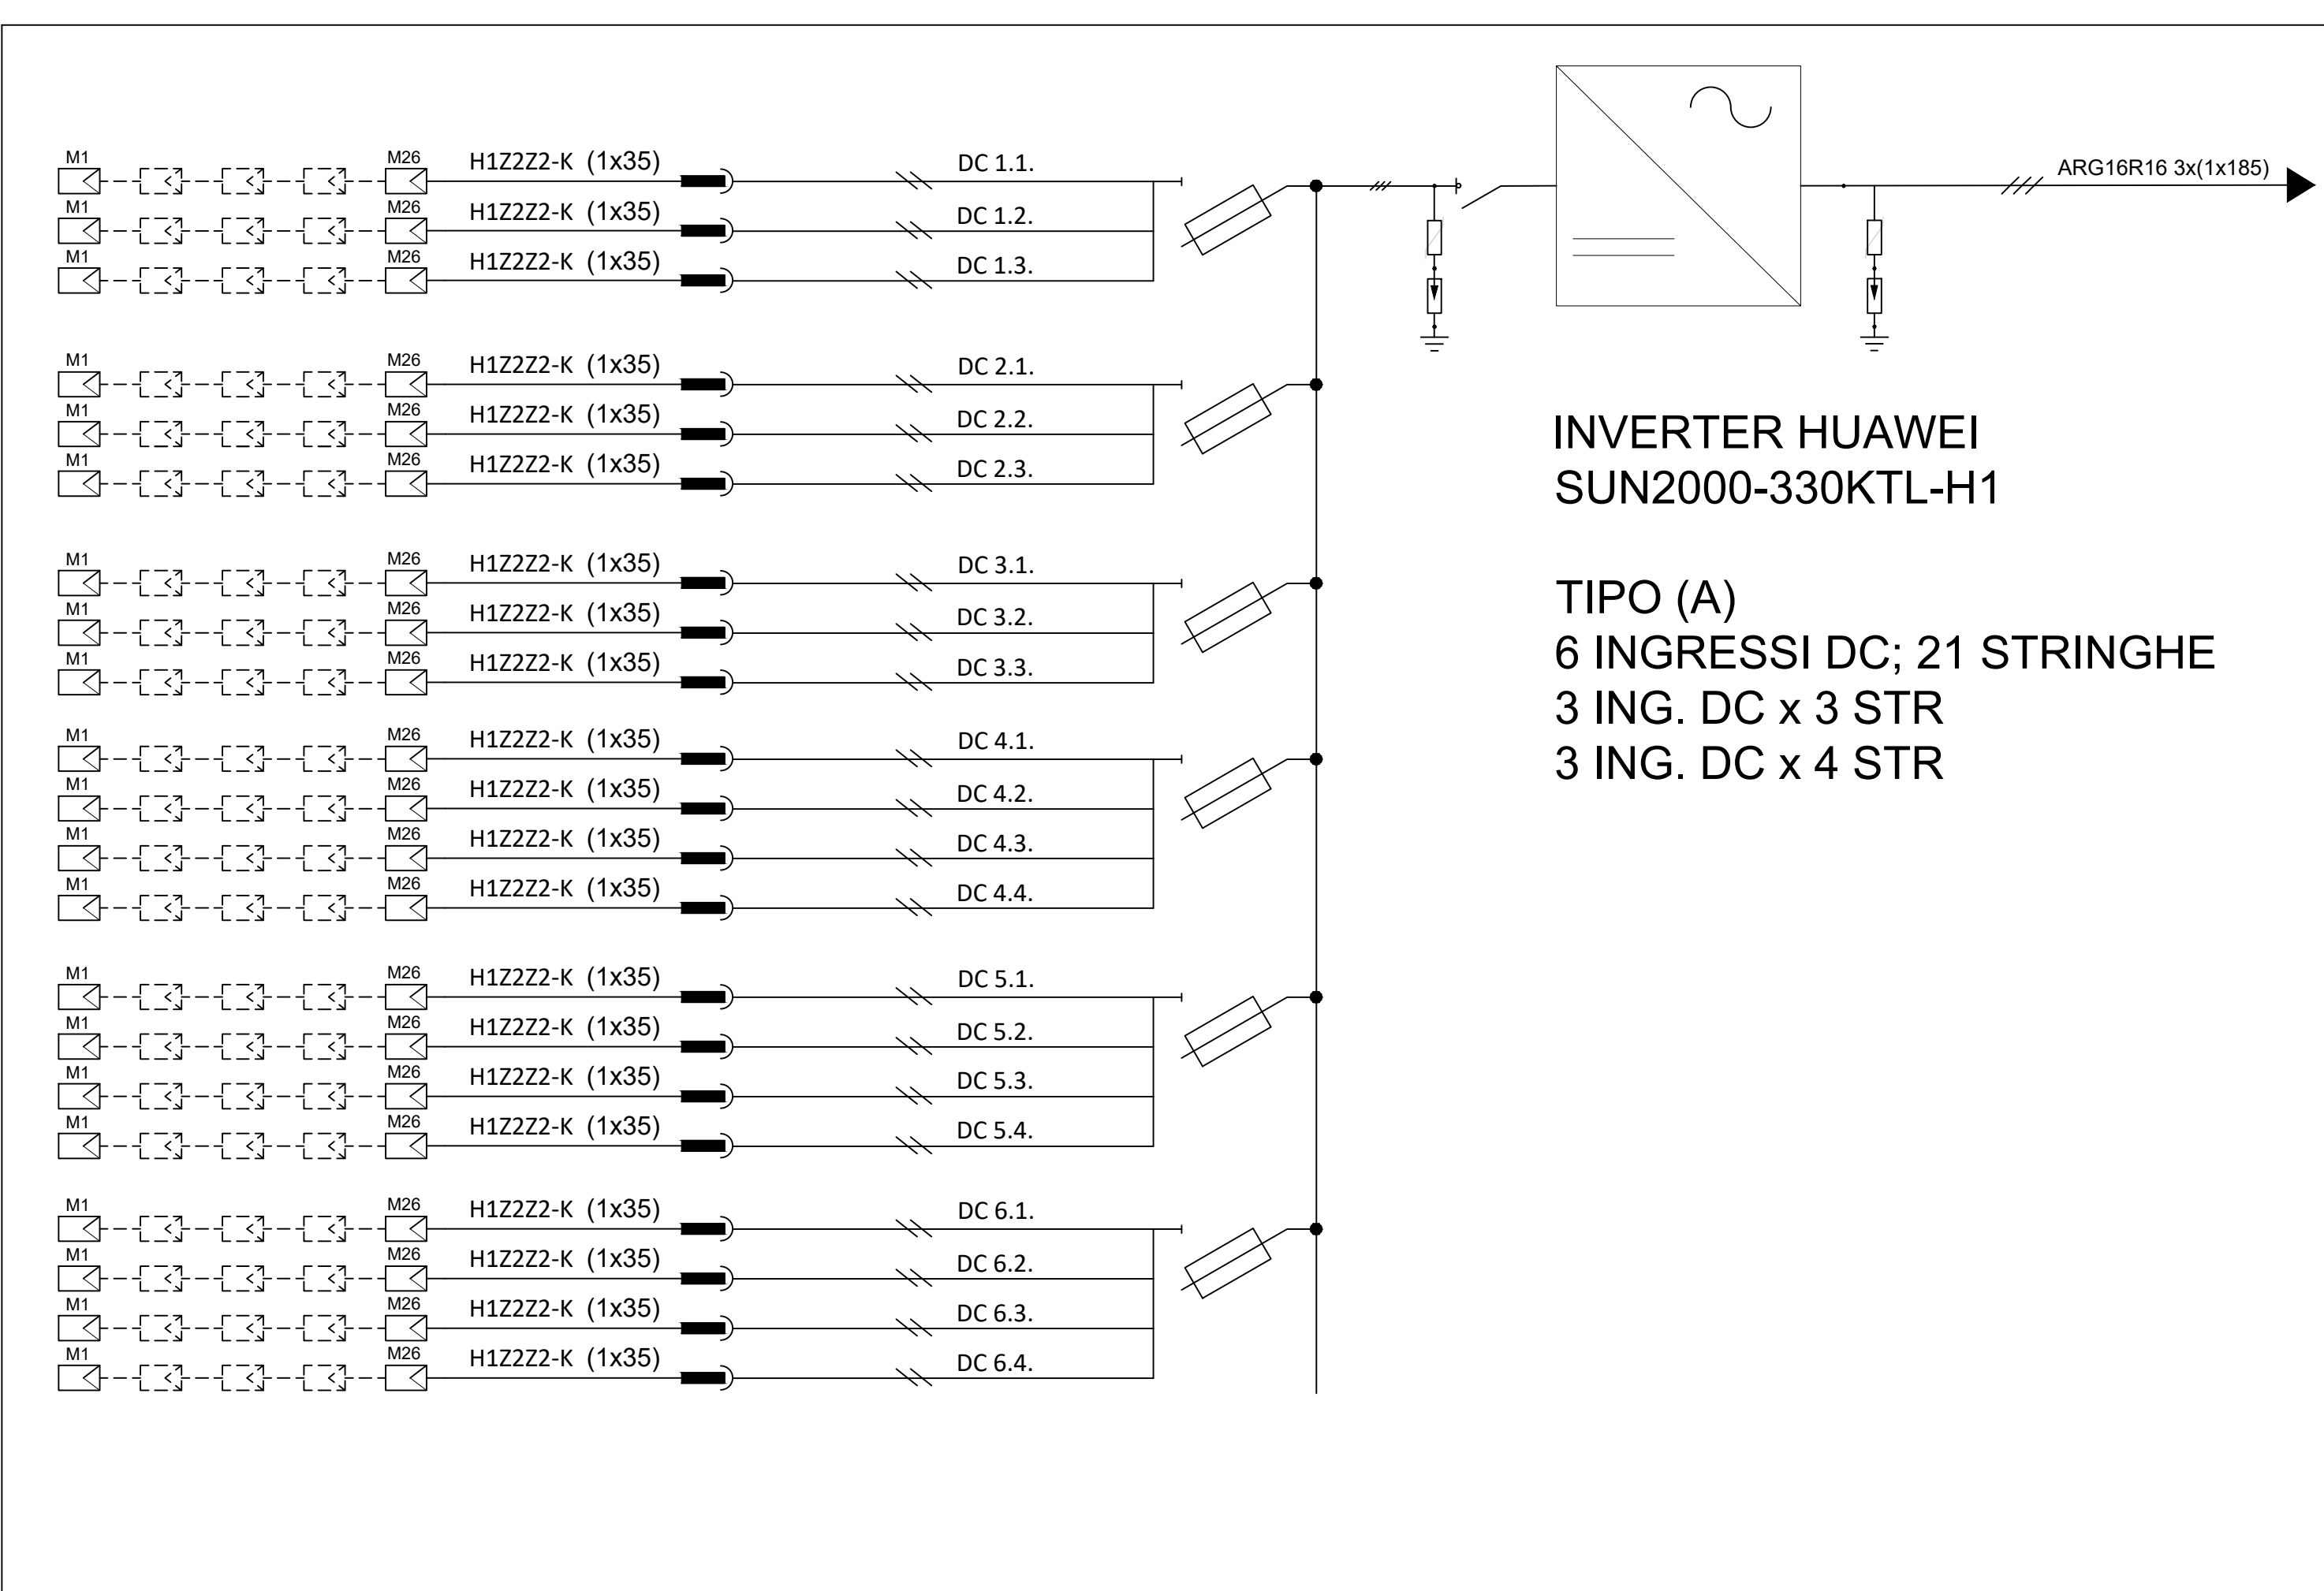 M1 M26 H1Z2Z2-K (1x35) DC 1.1.
M1 M26 H1Z2Z2-K (1x35) DC 1.2.
M1 M26 H1Z2Z2-K (1x35) DC 1.3.
ARG16R16 3x(1x185)
M1 M26 H1Z2Z2-K (1x35) DC 2.1.
M1 M26 H1Z2Z2-K (1x35) DC 2.2.
M1 M26 H1Z2Z2-K (1x35) DC 2.3.
M1 M26 H1Z2Z2-K (1x35) DC 3.1.
M1 M26 H1Z2Z2-K (1x35) DC 3.2.
M1 M26 H1Z2Z2-K (1x35) DC 3.3.
M1 M26 H1Z2Z2-K (1x35) DC 4.1.
M1 M26 H1Z2Z2-K (1x35) DC 4.2.
M1 M26 H1Z2Z2-K (1x35) DC 4.3.
M1 M26 H1Z2Z2-K (1x35) DC 4.4.
M1 M26 H1Z2Z2-K (1x35) DC 5.1.
M1 M26 H1Z2Z2-K (1x35) DC 5.2.
M1 M26 H1Z2Z2-K (1x35) DC 5.3.
M1 M26 H1Z2Z2-K (1x35) DC 5.4.
M1 M26 H1Z2Z2-K (1x35) DC 6.1.
M1 M26 H1Z2Z2-K (1x35) DC 6.2.
M1 M26 H1Z2Z2-K (1x35) DC 6.3.
M1 M26 H1Z2Z2-K (1x35) DC 6.4.
INVERTER HUAWEI
SUN2000-330KTL-H1
TIPO (A)
6 INGRESSI DC; 21 STRINGHE
3 ING. DC x 3 STR
3 ING. DC x 4 STR